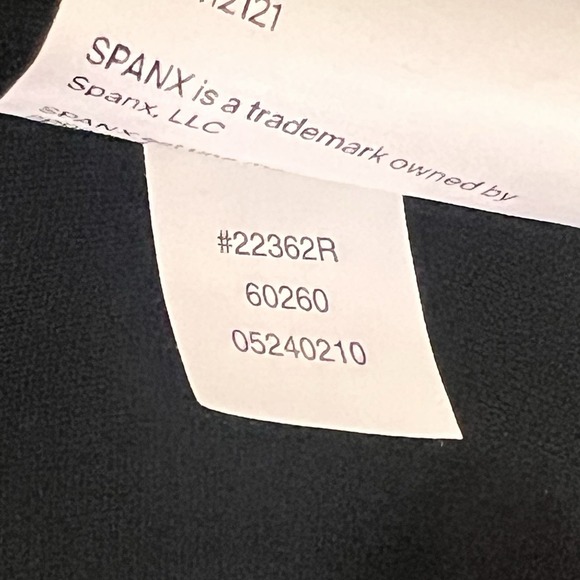 SPANX is a trademark owned by
Spanx, LLC
#22362R
60260
05240210